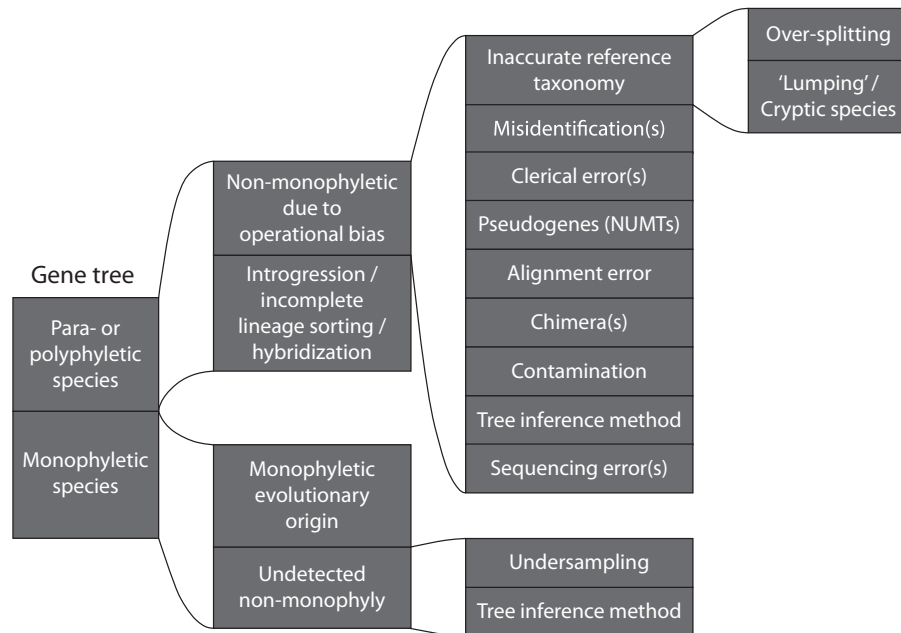 Gene tree
Para- or
polyphyletic
species
Monophyletic
species
Non-monophyletic
due to
operational bias
Introgression /
incomplete
lineage sorting /
hybridization
Monophyletic
evolutionary
origin
Undetected
non-monophyly
Inaccurate reference
taxonomy
Misidentification(s)
Clerical error(s)
Pseudogenes (NUMTs)
Alignment error
Chimera(s)
Contamination
Tree inference method
Sequencing error(s)
Undersampling
Tree inference method
Over-splitting
‘Lumping’ /
Cryptic species